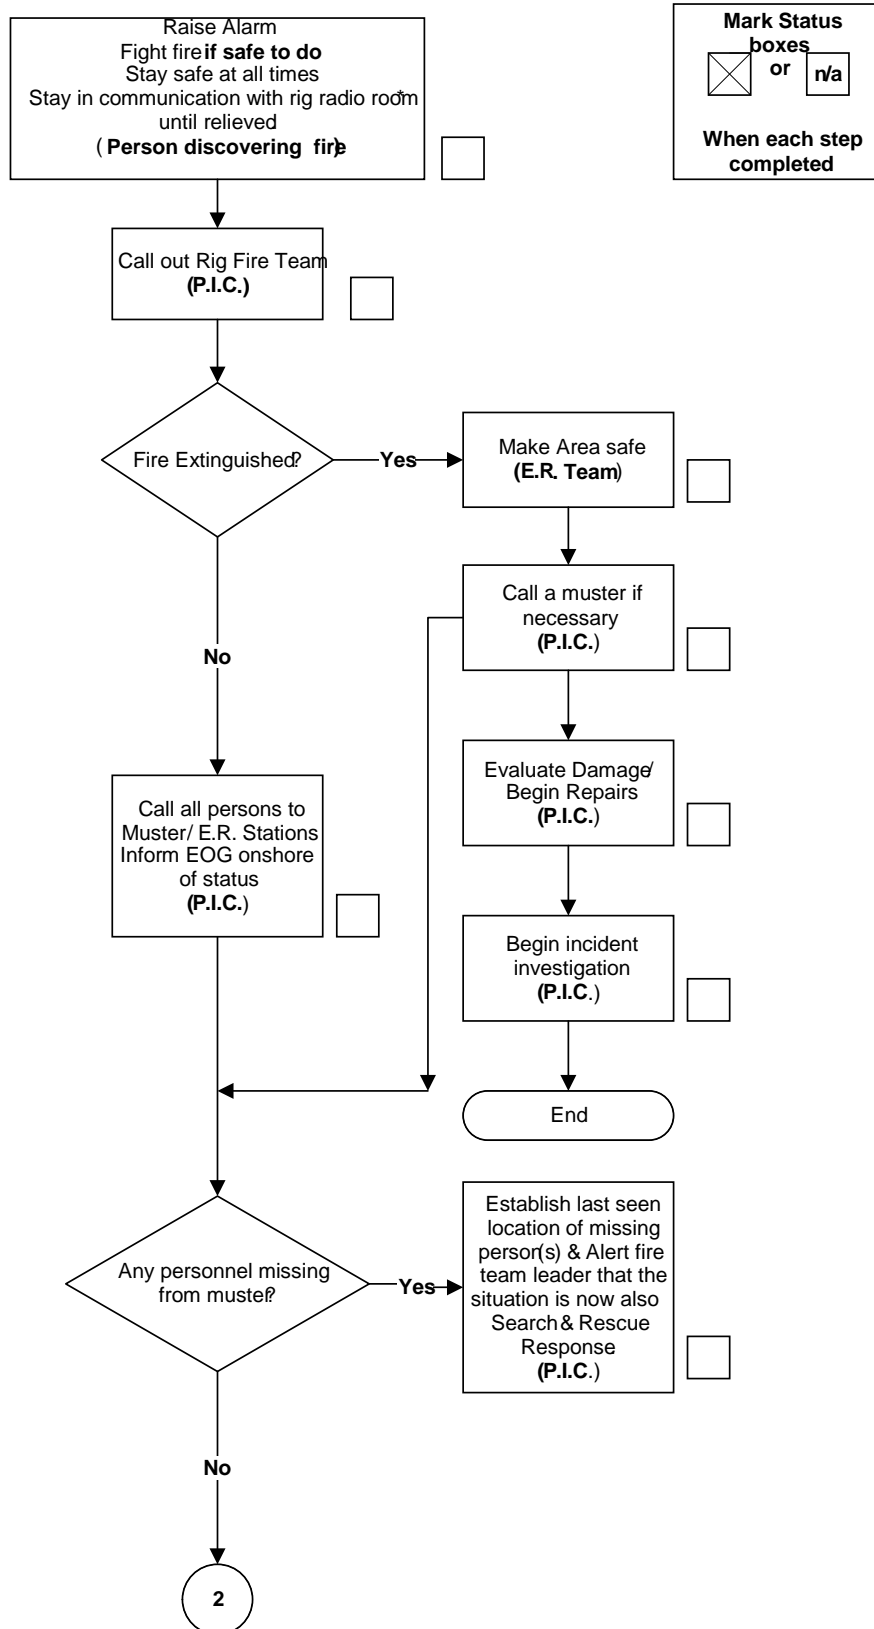 Raise Alarm
Fight fire if safe to do
Stay safe at all times
Stay in communication with rig radio room*
until relieved
(Person discovering fire)
Mark Status
boxes
or
n/a
When each step
completed
Call out Rig Fire Team
(P.I.C.)
Fire Extinguished?
Yes
Make Area safe
(E.R. Team)
Call a muster if
necessary
(P.I.C.)
No
Evaluate Damage/
Begin Repairs
(P.I.C.)
Call all persons to
Muster/ E.R. Stations
Inform EOG onshore
of status
(P.I.C.)
Begin incident
investigation
(P.I.C.)
End
Any personnel missing
from muster?
Yes
Establish last seen
location of missing
person(s) & Alert fire
team leader that the
situation is now also
Search & Rescue
Response
(P.I.C.)
No
2